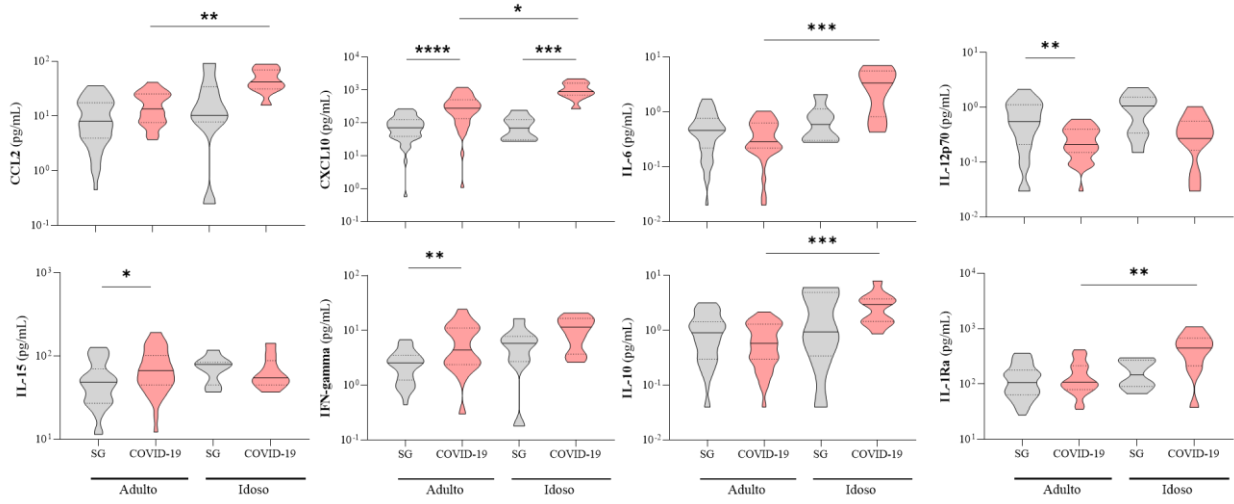 **
CCL2 (pg/mL)
10²
10¹
10⁰
10⁻¹
*
**** ***
CXCL10 (pg/mL)
10⁴
10³
10²
10¹
10⁰
10⁻¹
***
IL-6 (pg/mL)
10¹
10⁰
10⁻¹
10⁻²
**
IL-12p70 (pg/mL)
10¹
10⁰
10⁻¹
10⁻²
*
IL-15 (pg/mL)
10³
10²
10¹
SG COVID-19 SG COVID-19
Adulto Idoso
**
IFN-gamma (pg/mL)
10²
10¹
10⁰
10⁻¹
SG COVID-19 SG COVID-19
Adulto Idoso
***
IL-10 (pg/mL)
10¹
10⁰
10⁻¹
10⁻²
SG COVID-19 SG COVID-19
Adulto Idoso
**
IL-1Ra (pg/mL)
10⁴
10³
10²
10¹
SG COVID-19 SG COVID-19
Adulto Idoso